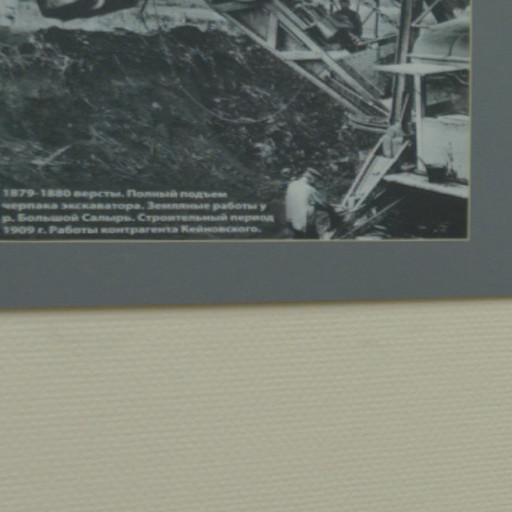 1879-1880 версты. Полный подъем
черпака экскаватора. Земляные работы у
р. Большой Салырь. Строительный период
1909 г. Работы контрагента Кейновского.